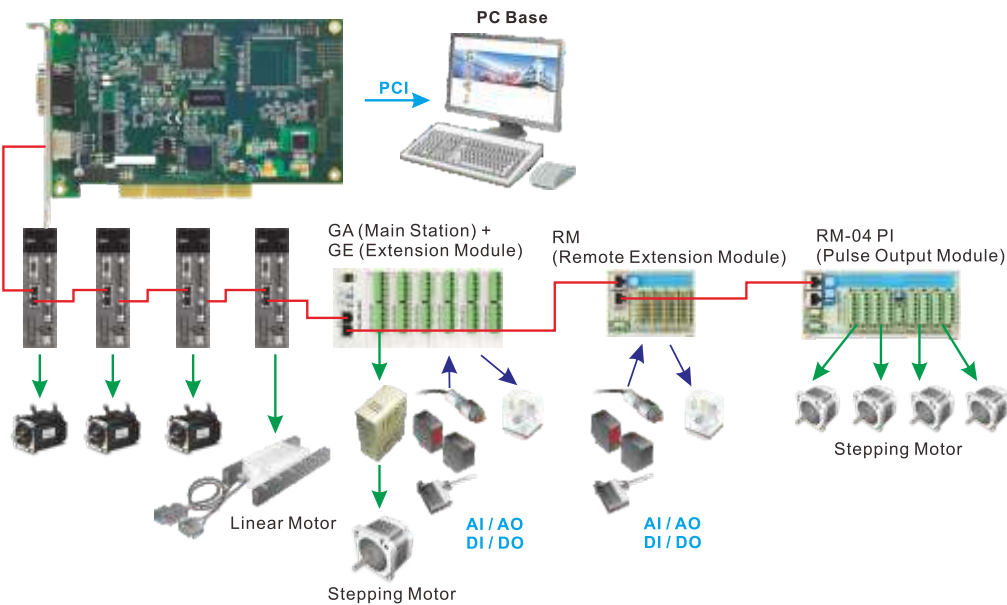 PC Base
PCI
GA (Main Station) +
GE (Extension Module)
RM
(Remote Extension Module)
RM-04 PI
(Pulse Output Module)
Linear Motor
Stepping Motor
AI / AO
DI / DO
AI / AO
DI / DO
Stepping Motor